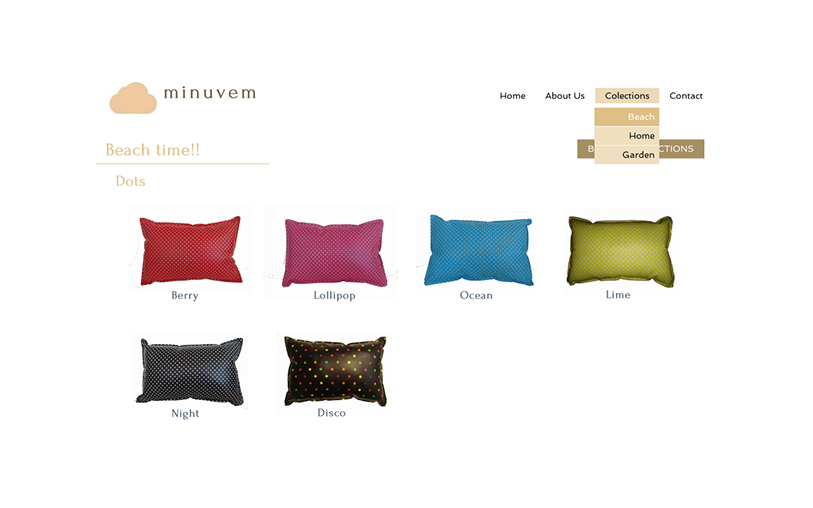 minuvem
Home About Us Colections Contact
Beach
Home
Garden
B CTIONS
Beach time!!
Dots
Berry Lollipop Ocean Lime
Night Disco